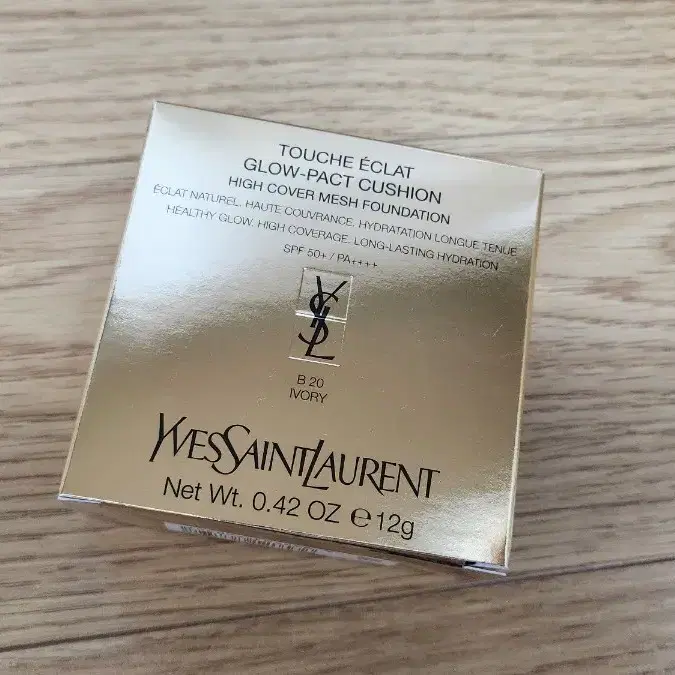 TOUCHE ÉCLAT
GLOW-PACT CUSHION
HIGH COVER MESH FOUNDATION
ÉCLAT NATUREL. HAUTE COUVRANCE. HYDRATATION LONGUE TENUE
HEALTHY GLOW. HIGH COVERAGE. LONG-LASTING HYDRATION
SPF 50+ / PA++++
YSL
B 20
IVORY
YVESSAINTLAURENT
Net Wt. 0.42 OZ ℮12g